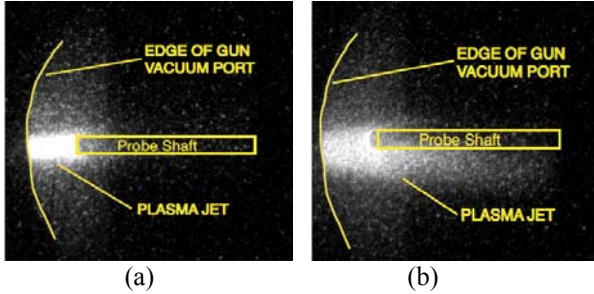 EDGE OF GUN
VACUUM PORT
Probe Shaft
PLASMA JET
(a)
EDGE OF GUN
VACUUM PORT
Probe Shaft
PLASMA JET
(b)